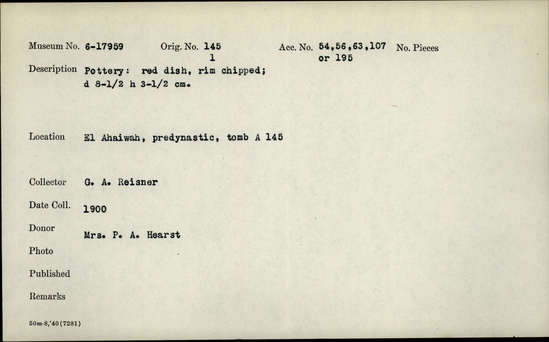 Museum No. 6-17959 Orig. No. 145 Acc. No. 54,56,63,107 No. Pieces
1 or 195
Description Pottery: red dish, rim chipped;
d 8-1/2 h 3-1/2 cm.
Location El Ahaiwah, predynastic, tomb A 145
Collector G. A. Reisner
Date Coll. 1900
Donor Mrs. P. A. Hearst
Photo
Published
Remarks
50m-8,'40(7281)